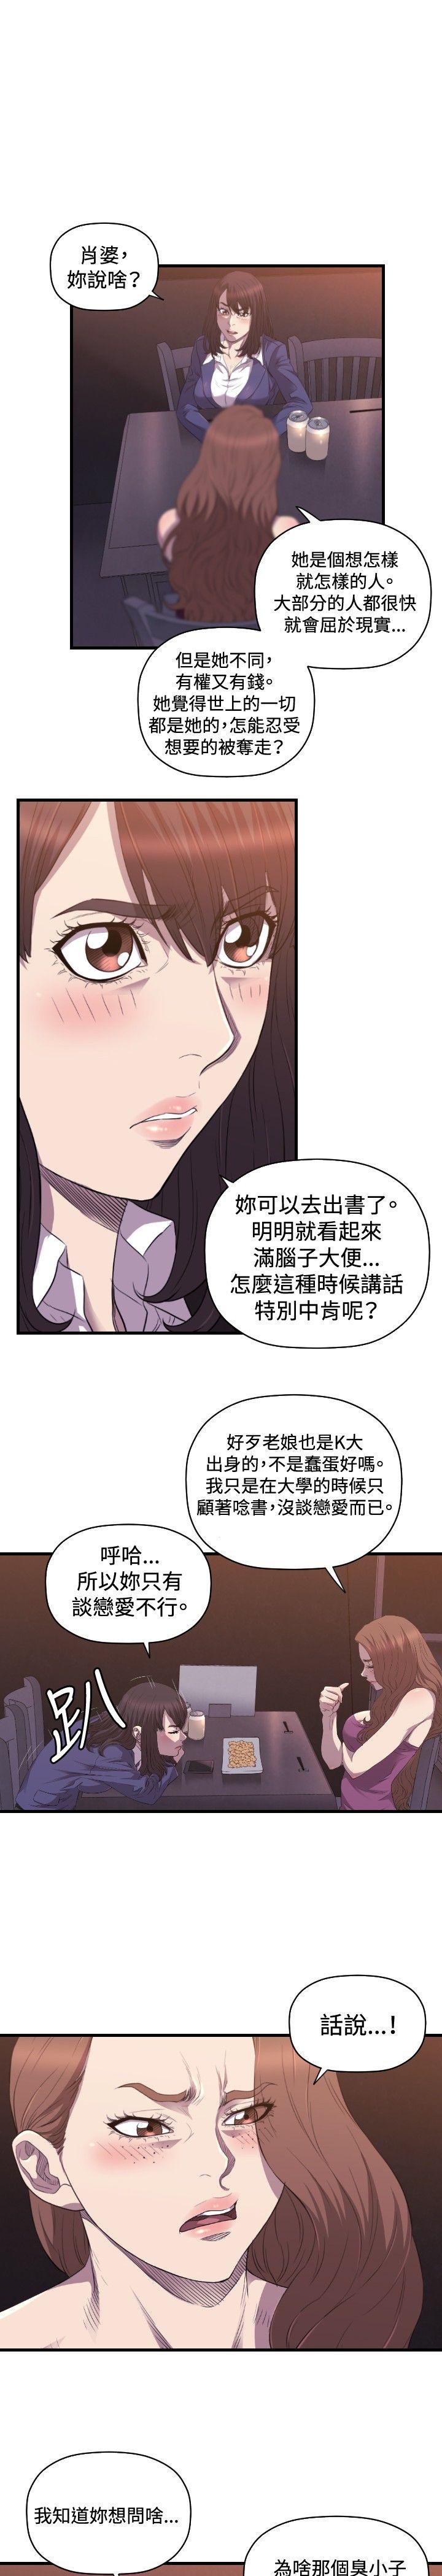 肖婆，
妳說啥？
她是個想怎樣
就怎樣的人。
大部分的人都很快
就會屈於現實...
但是她不同，
有權又有錢。
她覺得世上的一切
都是她的，怎能忍受
想要的被奪走？
妳可以去出書了。
明明就看起來
滿腦子大便...
怎麼這種時候講話
特別中肯呢？
好歹老娘也是K大
出身的，不是蠢蛋好嗎。
我只是在大學的時候只
顧著唸書，沒談戀愛而已。
呼哈...
所以妳只有
談戀愛不行。
趴
話說...！
我知道妳想問啥...
為啥那個臭小子